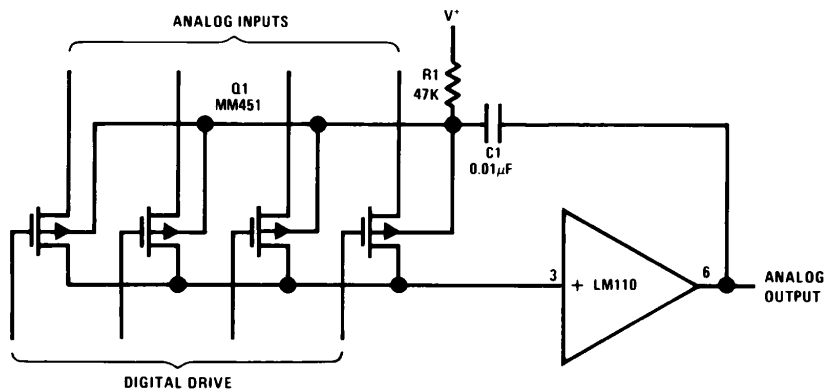 ANALOG INPUTS
V+
R1
47K
Q1
MM451
C1
0.01μF
3
+
LM110
6
ANALOG
OUTPUT
DIGITAL DRIVE